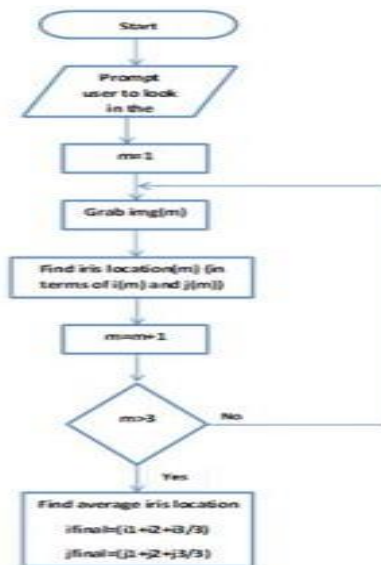 Start
Prompt
user to look
in the
m=1
Grab img(m)
Find iris location(m) (in
terms of i(m) and j(m))
m=m+1
m>3
No
Yes
Find average iris location
ifinal=(i1+i2+i3/3)
jfinal=(j1+j2+j3/3)